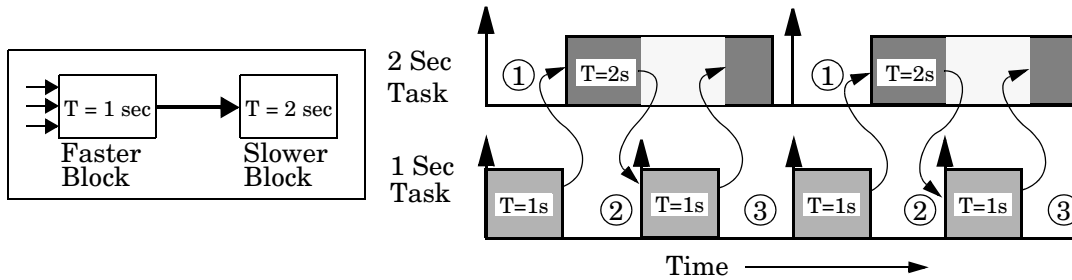 T = 1 sec
T = 2 sec
Faster
Block
Slower
Block
2 Sec
Task
① T=2s ① T=2s
1 Sec
Task
T=1s ② T=1s ③ T=1s ② T=1s ③
Time